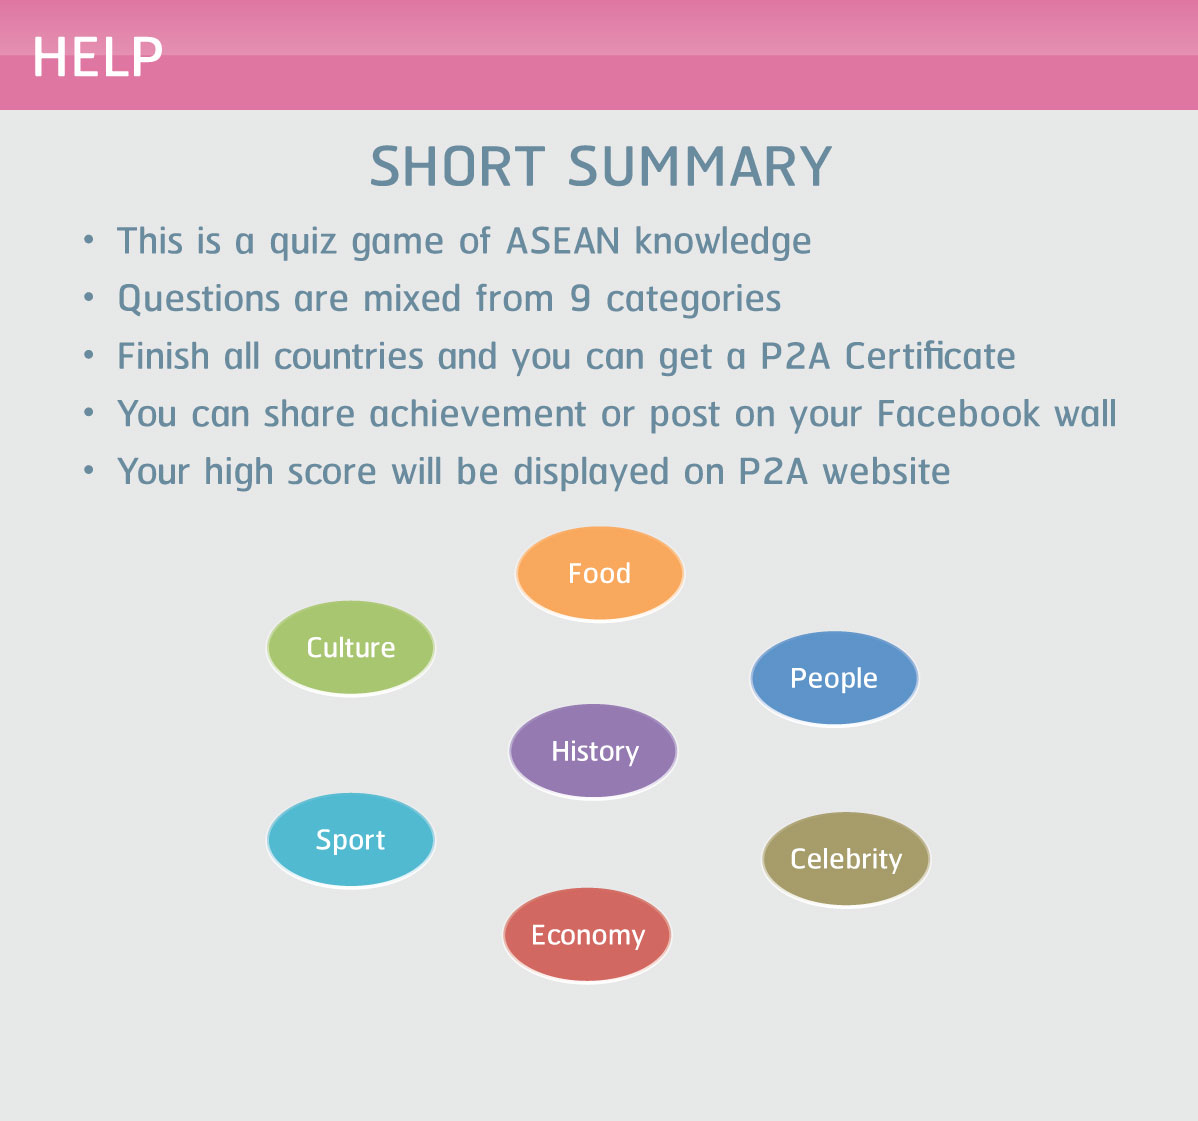 HELP
SHORT SUMMARY
• This is a quiz game of ASEAN knowledge
• Questions are mixed from 9 categories
• Finish all countries and you can get a P2A Certificate
• You can share achievement or post on your Facebook wall
• Your high score will be displayed on P2A website
Food
Culture
People
History
Sport
Celebrity
Economy